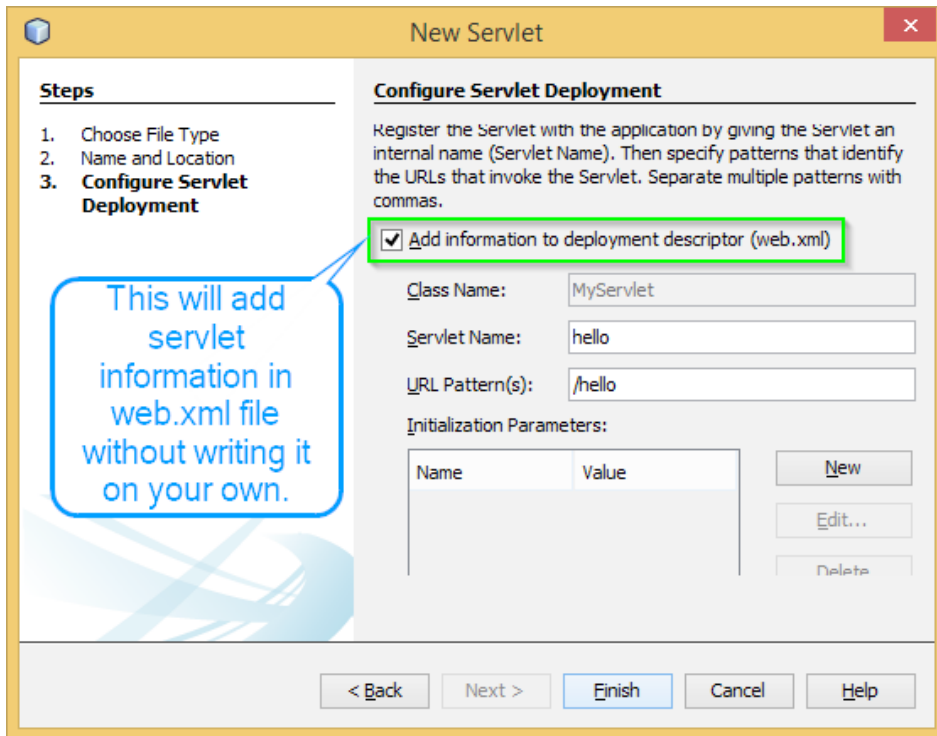 New Servlet
Steps
1. Choose File Type
2. Name and Location
3. Configure Servlet
Deployment
This will add
servlet
information in
web.xml file
without writing it
on your own.
Configure Servlet Deployment
Register the Servlet with the application by giving the Servlet an
internal name (Servlet Name). Then specify patterns that identify
the URLs that invoke the Servlet. Separate multiple patterns with
commas.
Add information to deployment descriptor (web.xml)
Class Name: MyServlet
Servlet Name: hello
URL Pattern(s): /hello
Initialization Parameters:
Name Value
New
Edit...
Delete
< Back Next > Finish Cancel Help